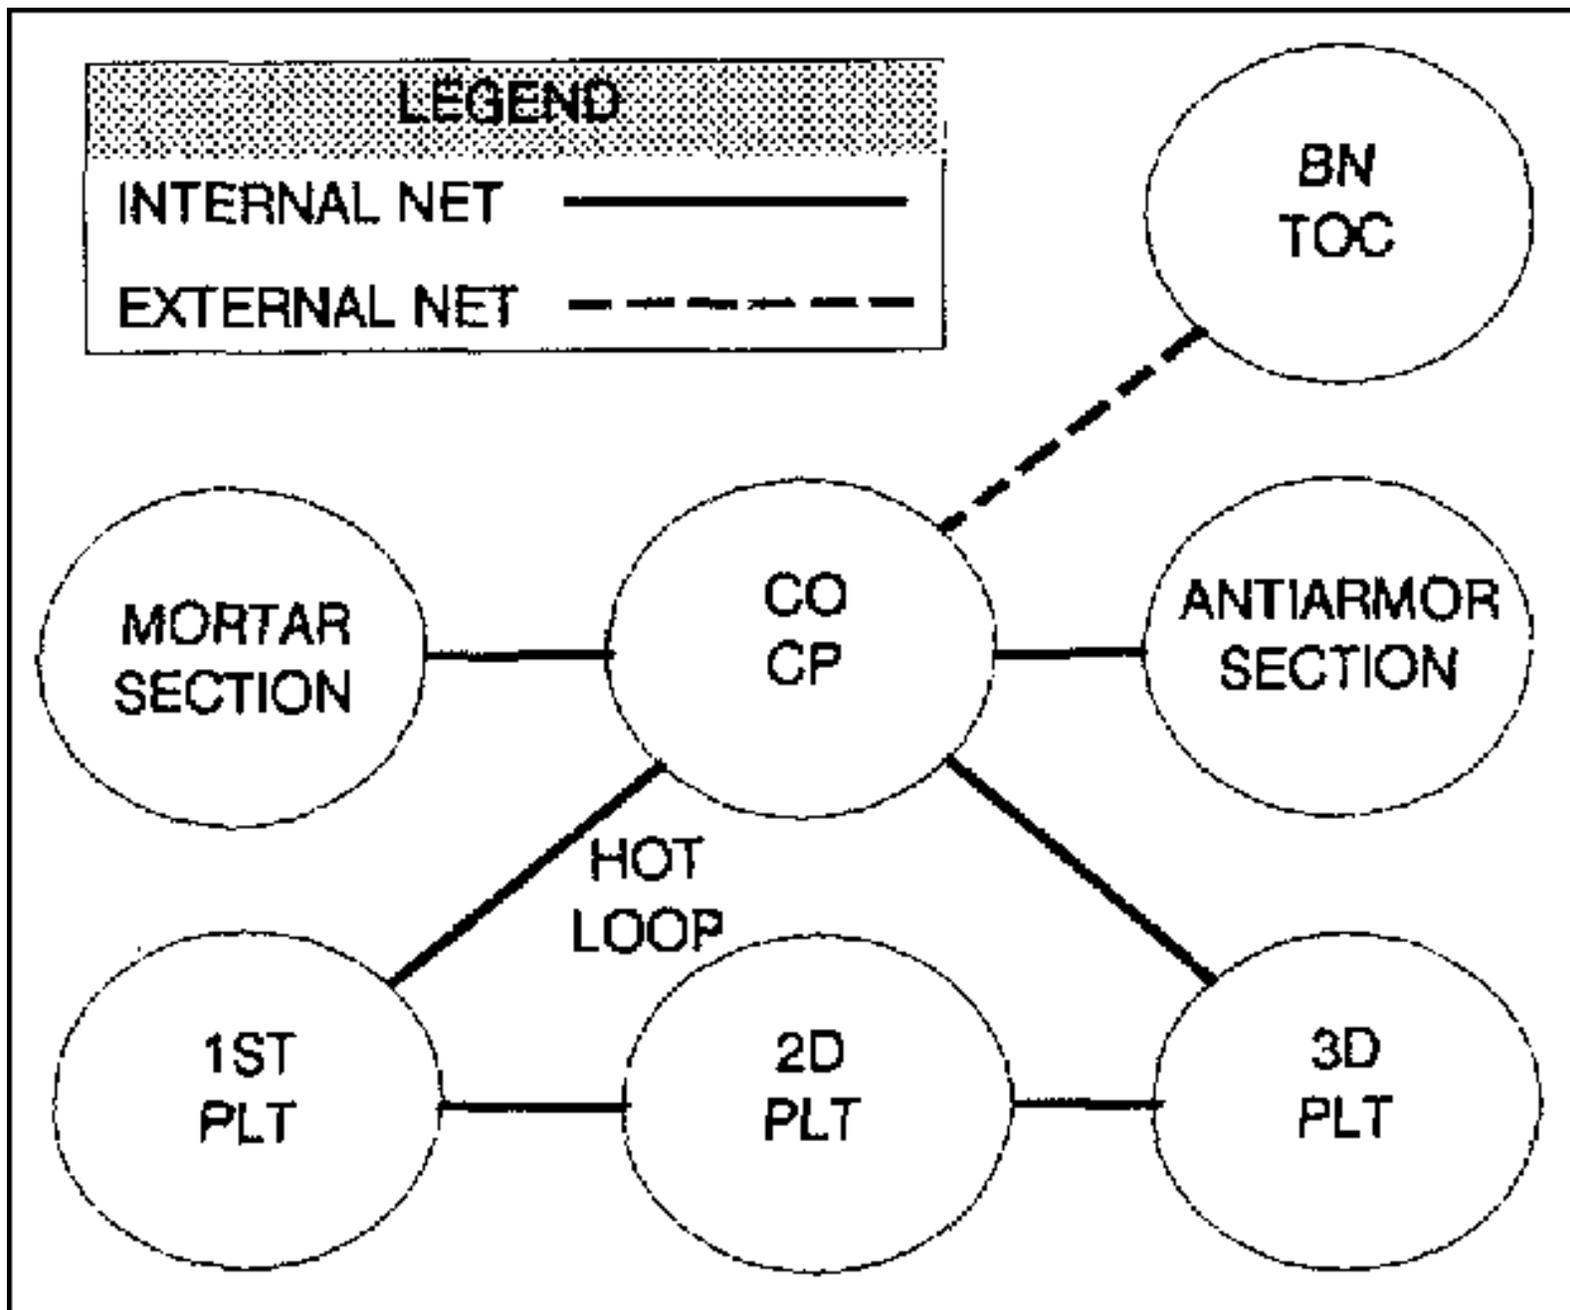 LEGEND
INTERNAL NET
EXTERNAL NET
BN
TOC
MORTAR
SECTION
CO
CP
ANTIARMOR
SECTION
HOT
LOOP
1ST
PLT
2D
PLT
3D
PLT